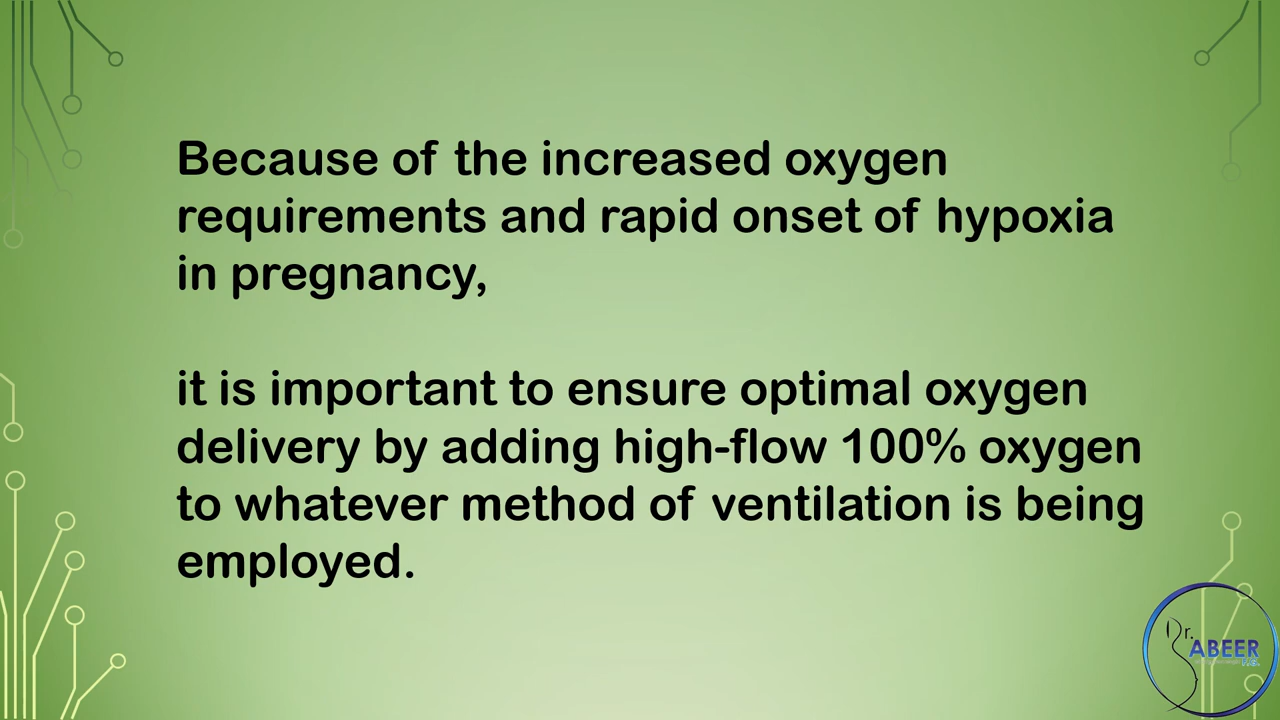 Because of the increased oxygen
requirements and rapid onset of hypoxia
in pregnancy,
it is important to ensure optimal oxygen
delivery by adding high-flow 100% oxygen
to whatever method of ventilation is being
employed.
Dr.
ABEER